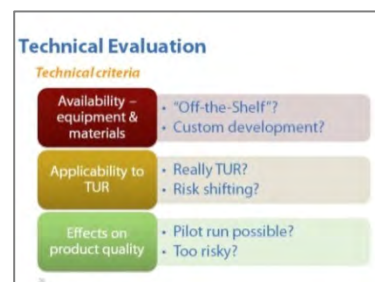 Technical Evaluation
Technical criteria
Availability –
equipment &
materials
• "Off-the-Shelf"?
• Custom development?
Applicability to
TUR
• Really TUR?
• Risk shifting?
Effects on
product quality
• Pilot run possible?
• Too risky?